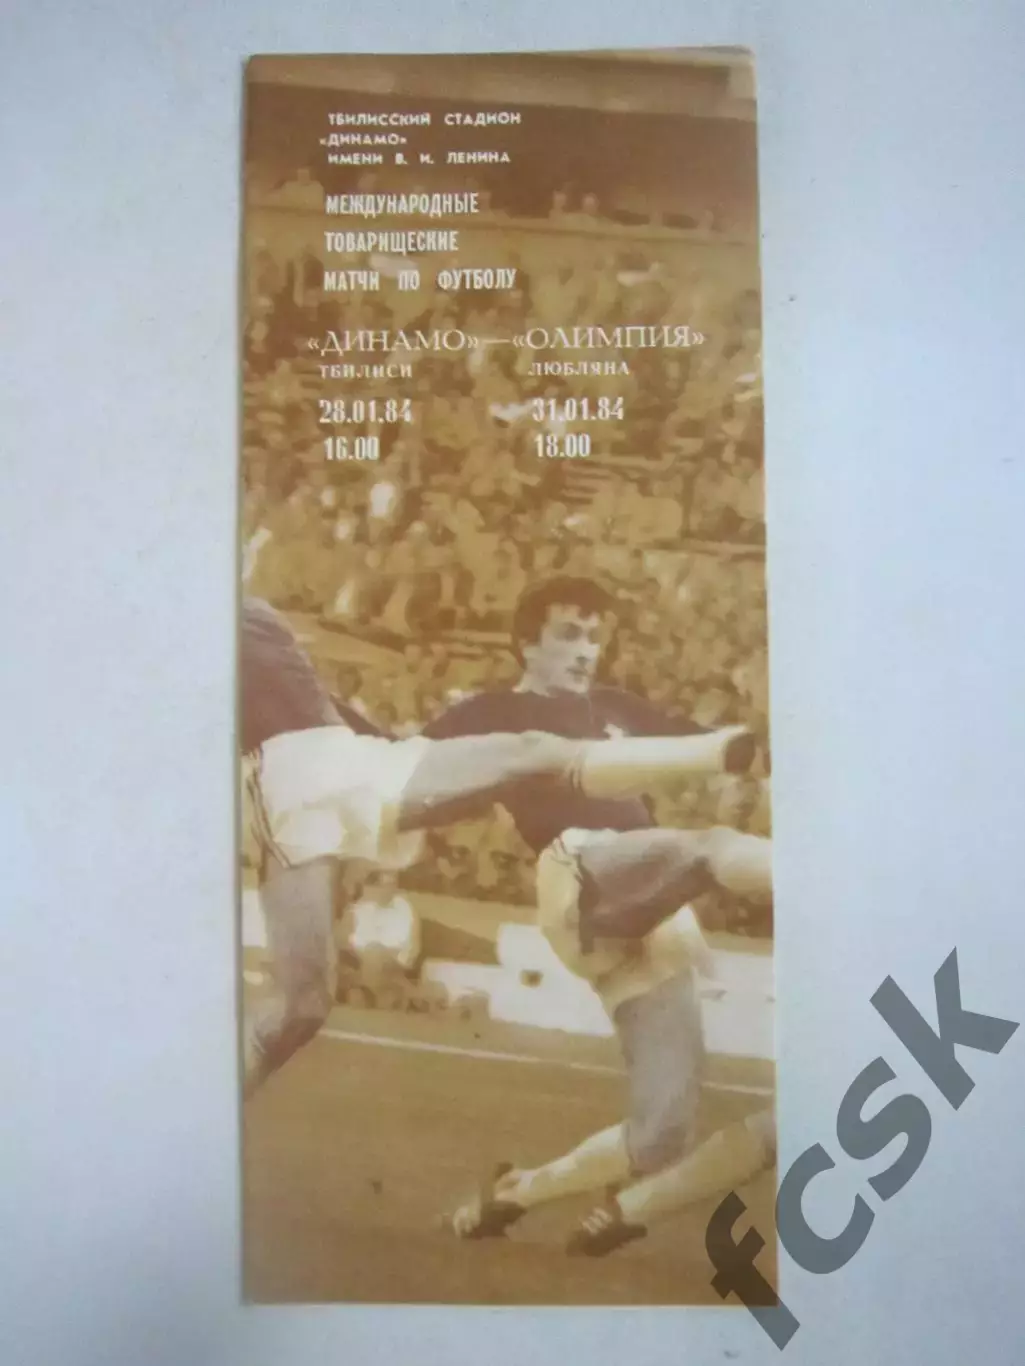 ТБИЛИССКИЙ СТАДИОН
«ДИНАМО»
ИМЕНИ В. И. ЛЕНИНА
МЕЖДУНАРОДНЫЕ
ТОВАРИЩЕСКИЕ
МАТЧИ ПО ФУТБОЛУ
«ДИНАМО»—«ОЛИМПИЯ»
ТБИЛИСИ ЛЮБЛЯНА
28.01.84 31.01.84
16.00 18.00
fcsk